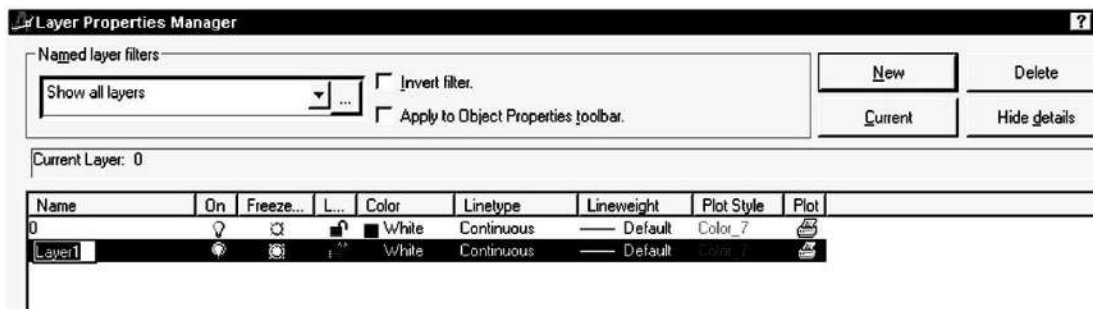 Layer Properties Manager ?
Named layer filters
Show all layers ...
Invert filter.
Apply to Object Properties toolbar.
New Delete
Current Hide details
Current Layer: 0
Name On Freeze... L... Color Linetype Lineweight Plot Style Plot
0 White Continuous Default Color_7
Layer1 White Continuous Default Color_7